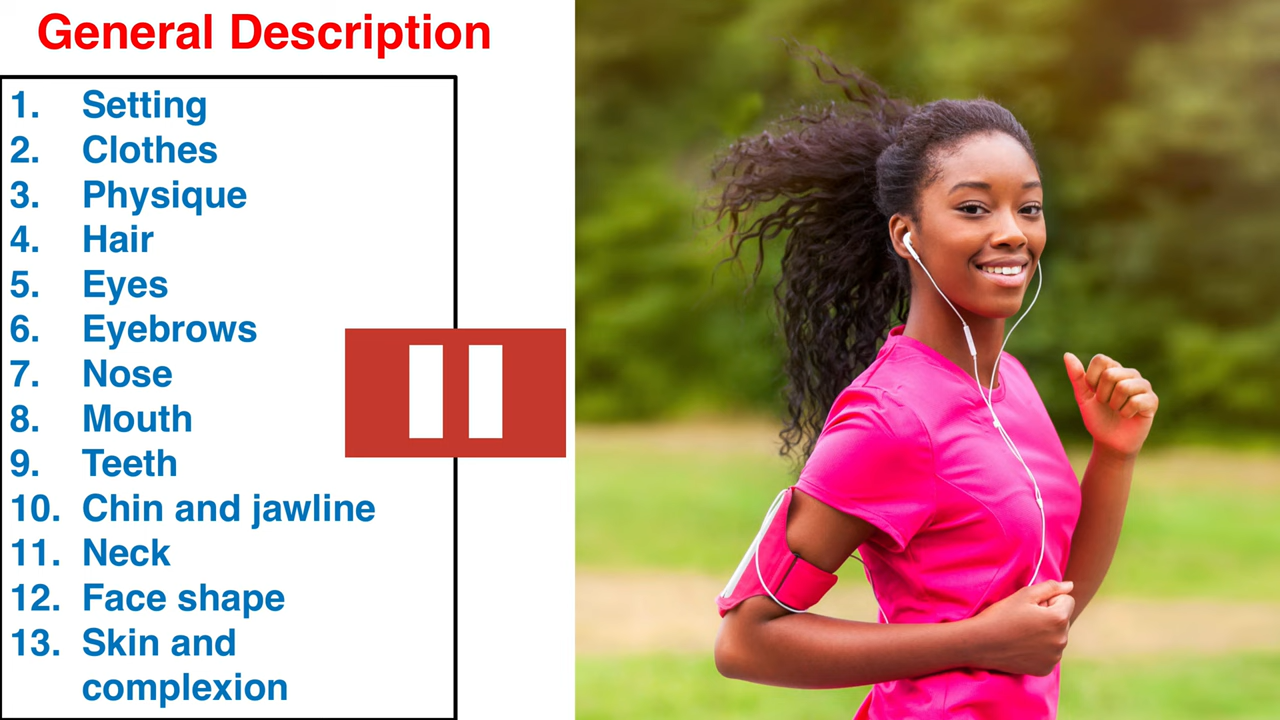 General Description
1. Setting
2. Clothes
3. Physique
4. Hair
5. Eyes
6. Eyebrows
7. Nose
8. Mouth
9. Teeth
10. Chin and jawline
11. Neck
12. Face shape
13. Skin and
complexion